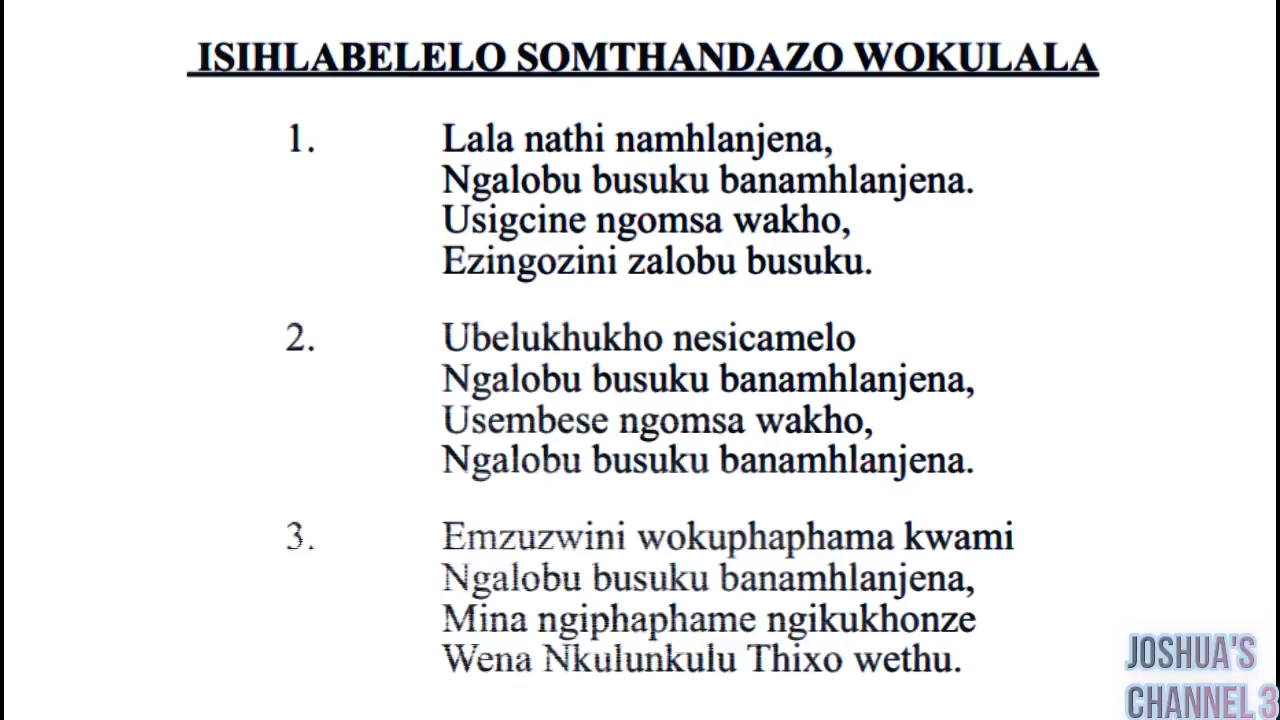 ISIHLABELELO SOMTHANDAZO WOKULALA
1. Lala nathi namhlanjena,
Ngalobu busuku banamhlanjena.
Usigcine ngomsa wakho,
Ezingozini zalobu busuku.
2. Ubelukhukho nesicamelo
Ngalobu busuku banamhlanjena,
Usembese ngomsa wakho,
Ngalobu busuku banamhlanjena.
3. Emzuzwini wokuphaphama kwami
Ngalobu busuku banamhlanjena,
Mina ngiphaphame ngikukhonze
Wena Nkulunkulu Thixo wethu.
JOSHUA'S
CHANNEL 3